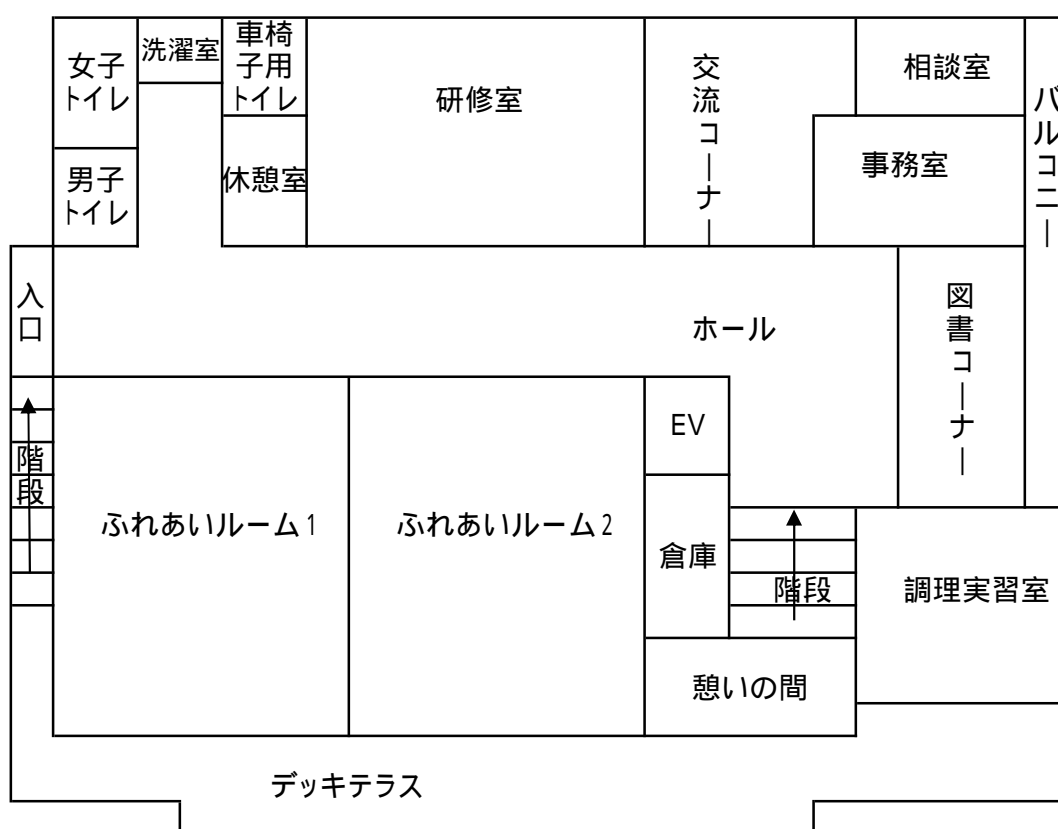 女子
トイレ
洗濯室
車椅
子用
トイレ
研修室
交流コーナー
相談室
バルコニー
男子
トイレ
休憩室
事務室
入口
ホール
図書コーナー
EV
階段
ふれあいルーム1
ふれあいルーム2
倉庫
階段
調理実習室
憩いの間
デッキテラス